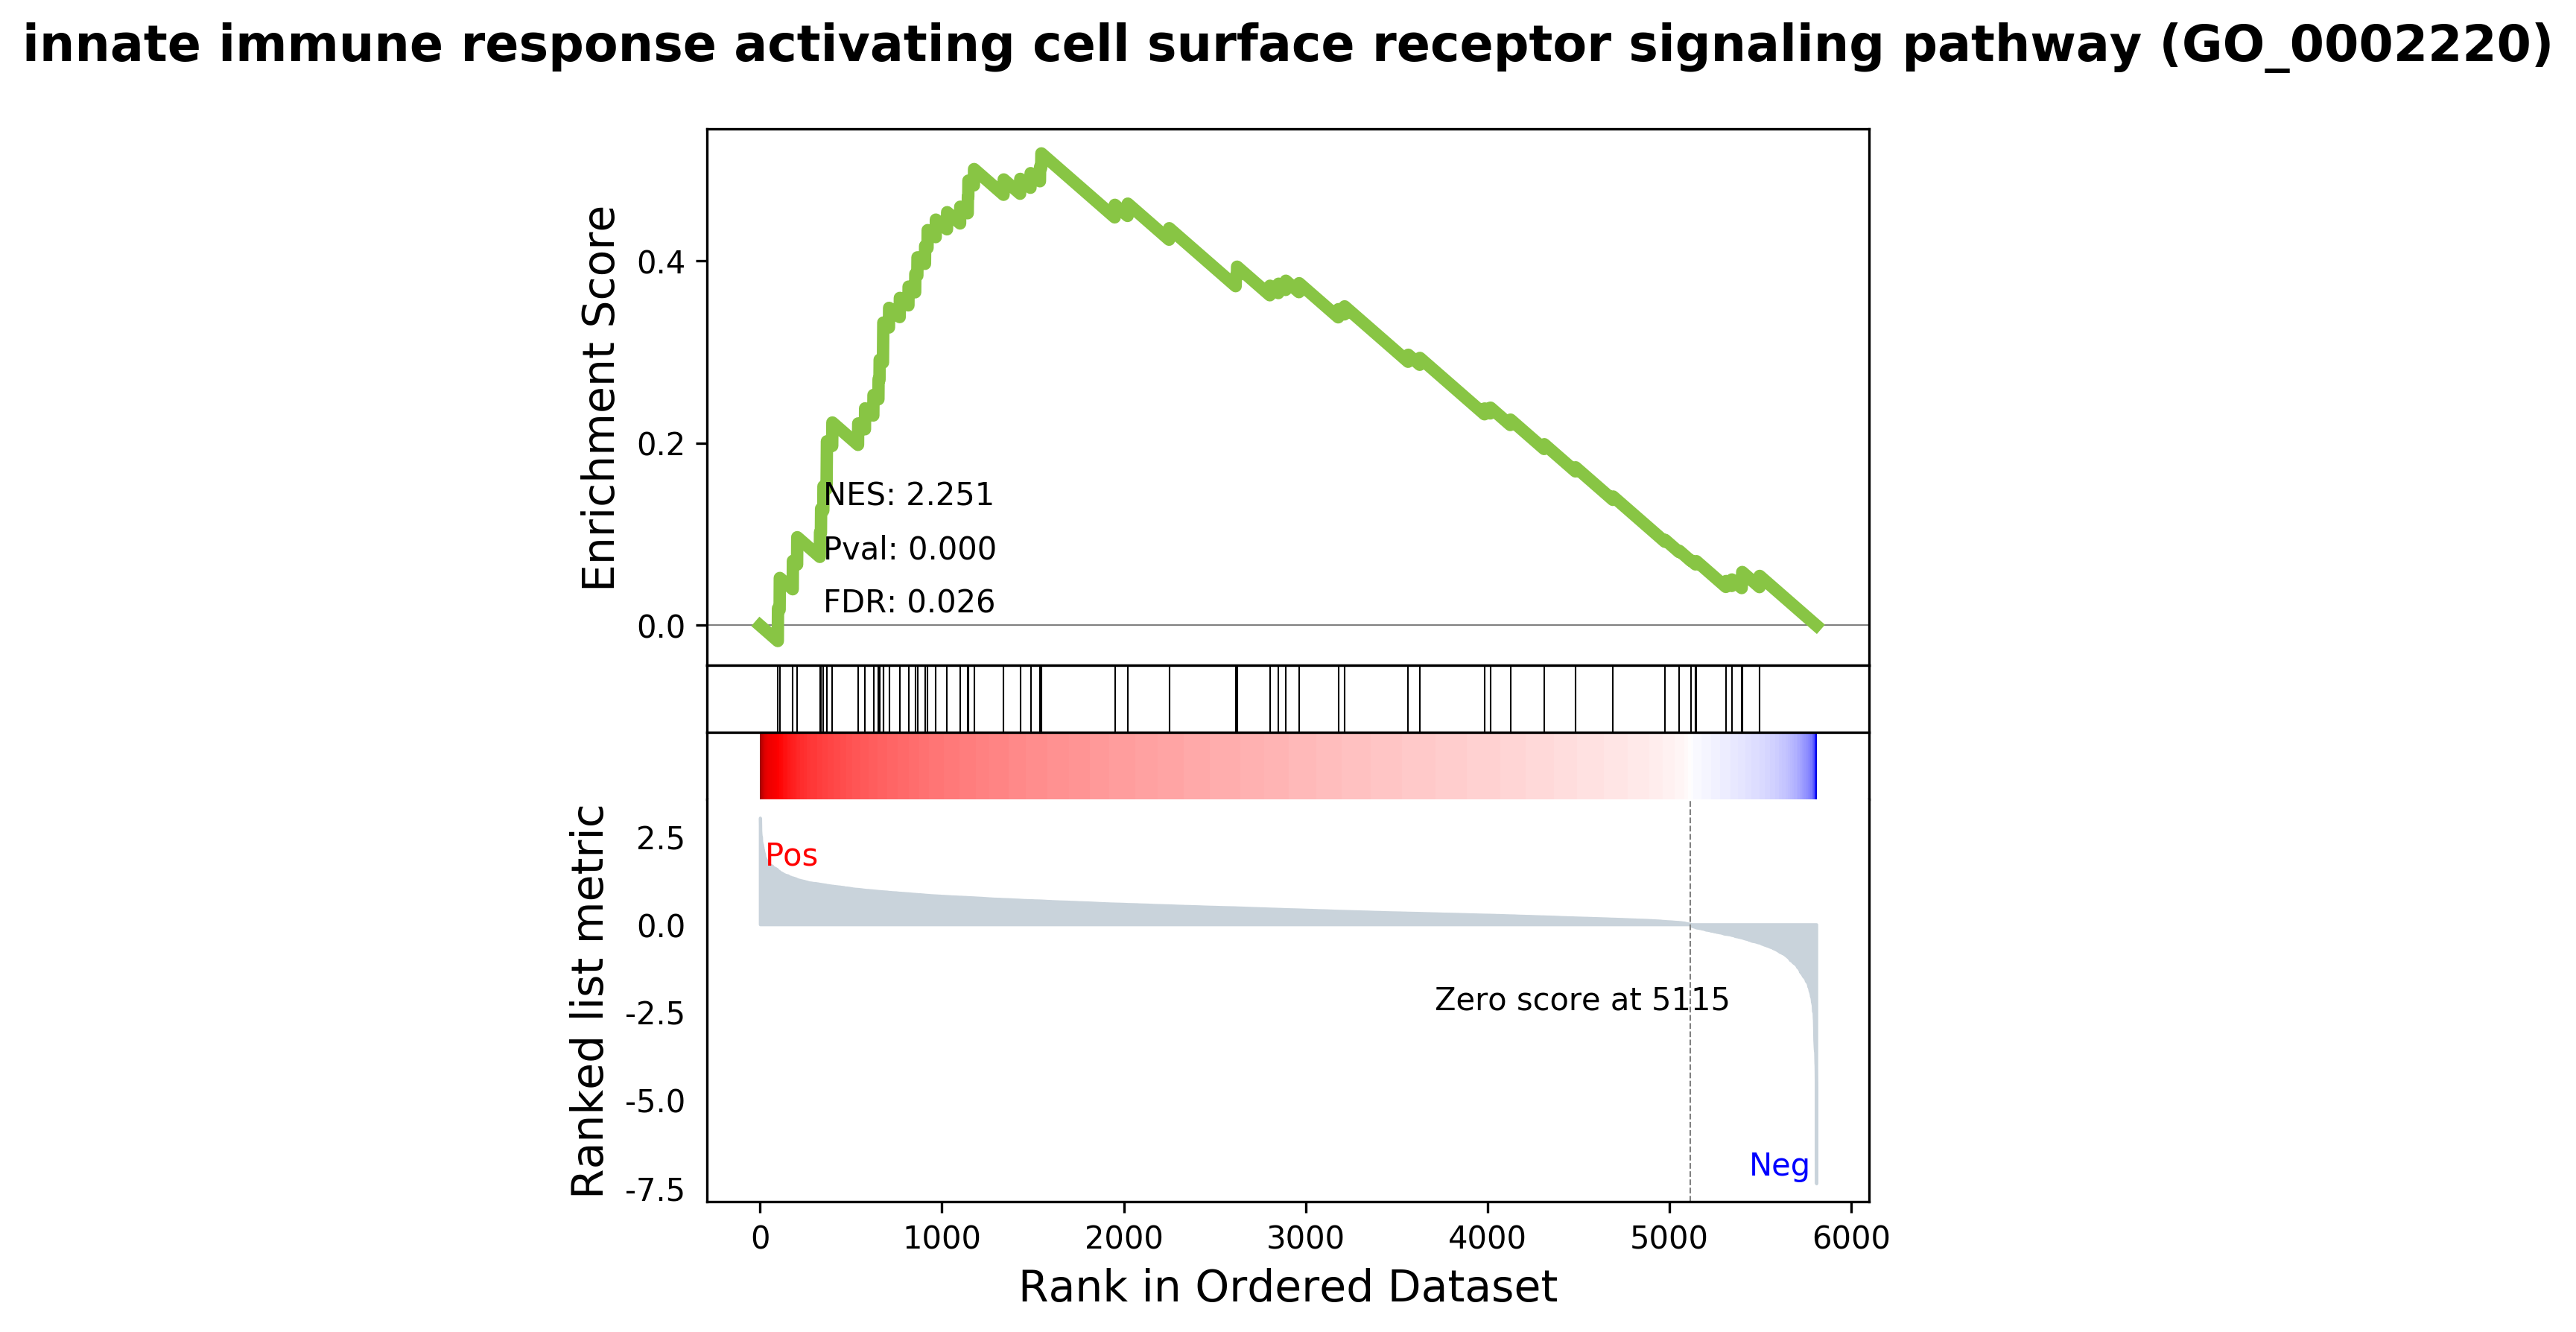 innate immune response activating cell surface receptor signaling pathway (GO_0002220)
Enrichment Score
0.4
0.2
0.0
NES: 2.251
Pval: 0.000
FDR: 0.026
Ranked list metric
2.5
0.0
-2.5
-5.0
-7.5
Pos
Zero score at 5115
Neg
0 1000 2000 3000 4000 5000 6000
Rank in Ordered Dataset